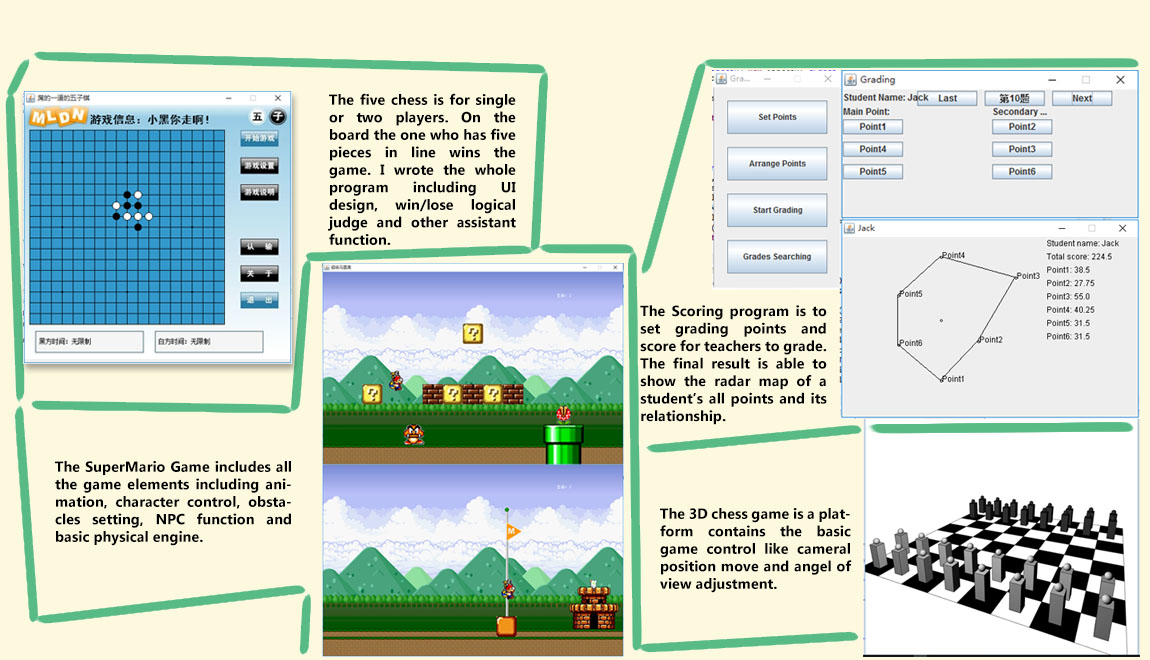 屌的一逼的五子棋
MLDN
游戏信息：小黑你走啊！
五 子
开始游戏
游戏设置
游戏说明
认 输
关 于
退 出
黑方时间：无限制
白方时间：无限制
The five chess is for single
or two players. On the
board the one who has five
pieces in line wins the
game. I wrote the whole
program including UI
design, win/lose logical
judge and other assistant
function.
The SuperMario Game includes all
the game elements including ani-
mation, character control, obsta-
cles setting, NPC function and
basic physical engine.
M
Gra...
Set Points
Arrange Points
Start Grading
Grades Searching
Grading
Student Name: Jack
Last
第10题
Next
Main Point:
Secondary ...
Point1
Point2
Point4
Point3
Point5
Point6
Jack
Point4
Point3
Point5
Point2
Point6
Point1
Student name: Jack
Total score: 224.5
Point1: 38.5
Point2: 27.75
Point3: 55.0
Point4: 40.25
Point5: 31.5
Point6: 31.5
The Scoring program is to
set grading points and
score for teachers to grade.
The final result is able to
show the radar map of a
student's all points and its
relationship.
The 3D chess game is a plat-
form contains the basic
game control like cameral
position move and angel of
view adjustment.